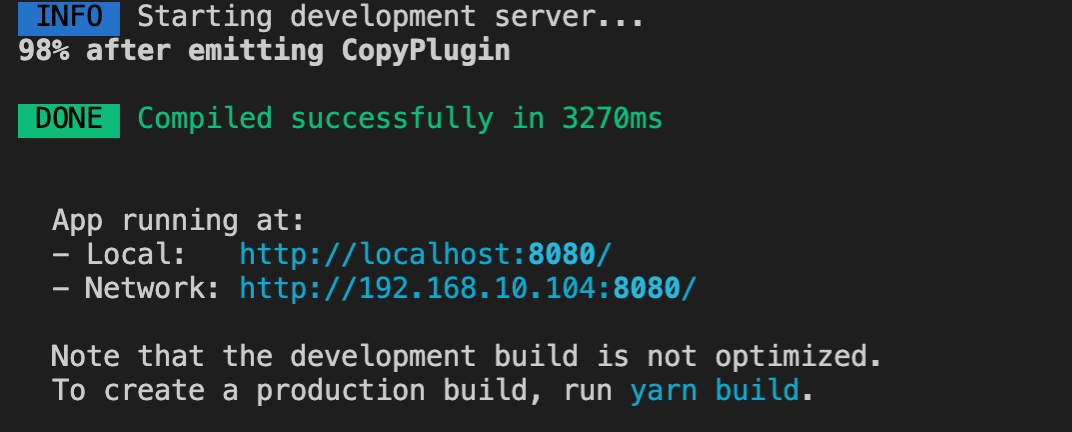 INFO Starting development server...
98% after emitting CopyPlugin
DONE Compiled successfully in 3270ms
App running at:
- Local: http://localhost:8080/
- Network: http://192.168.10.104:8080/
Note that the development build is not optimized.
To create a production build, run yarn build.